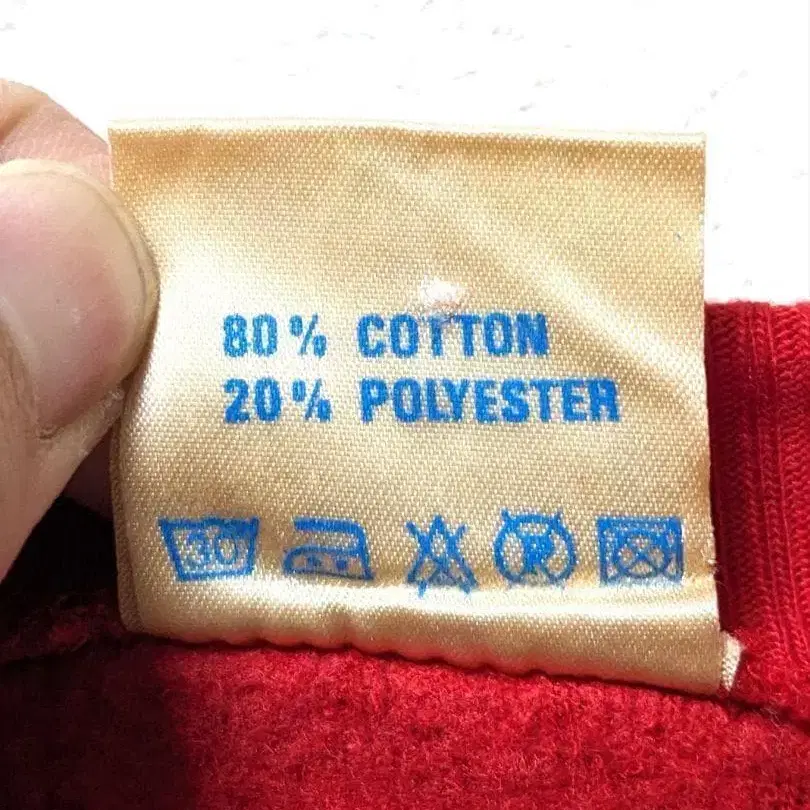 80% COTTON
20% POLYESTER
30 R